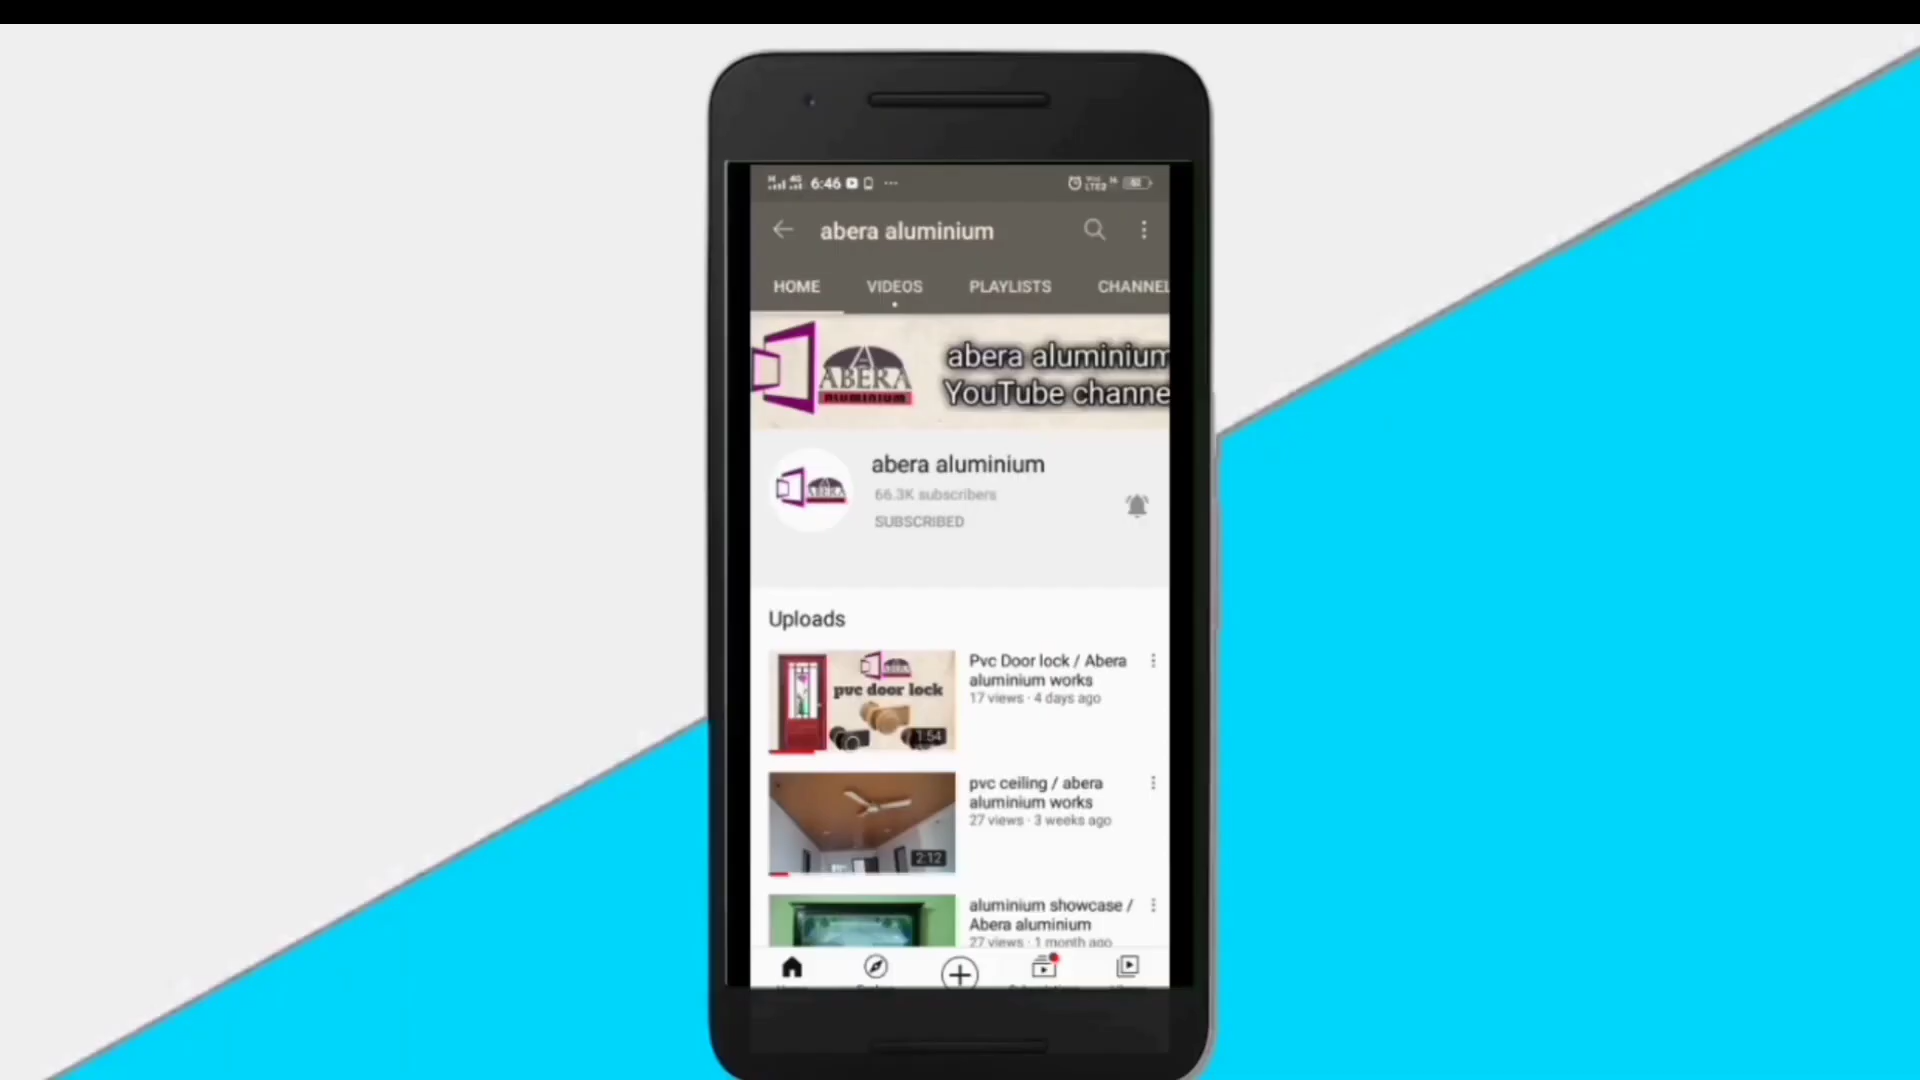 6:46
abera aluminium
HOME VIDEOS PLAYLISTS CHANNEL
ABERA
ALUMINIUM
abera aluminium
YouTube channe
ABERA
abera aluminium
66.3K subscribers
SUBSCRIBED
Uploads
pvc door lock
1:54
Pvc Door lock / Abera
aluminium works
17 views · 4 days ago
2:12
pvc ceiling / abera
aluminium works
27 views · 3 weeks ago
aluminium showcase /
Abera aluminium
27 views · 1 month ago